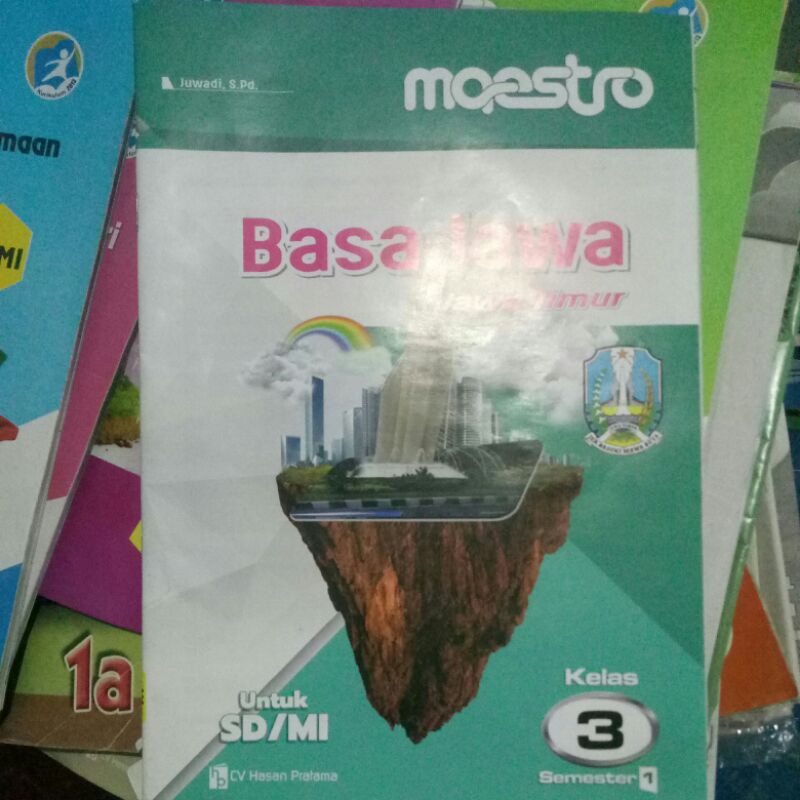 Juwadi, S.Pd.
maestro
Basa Jawa
Jawa Timur
Untuk
SD/MI
CV Hasan Pratama
Kelas
3
Semester 1
maan
MI
1a